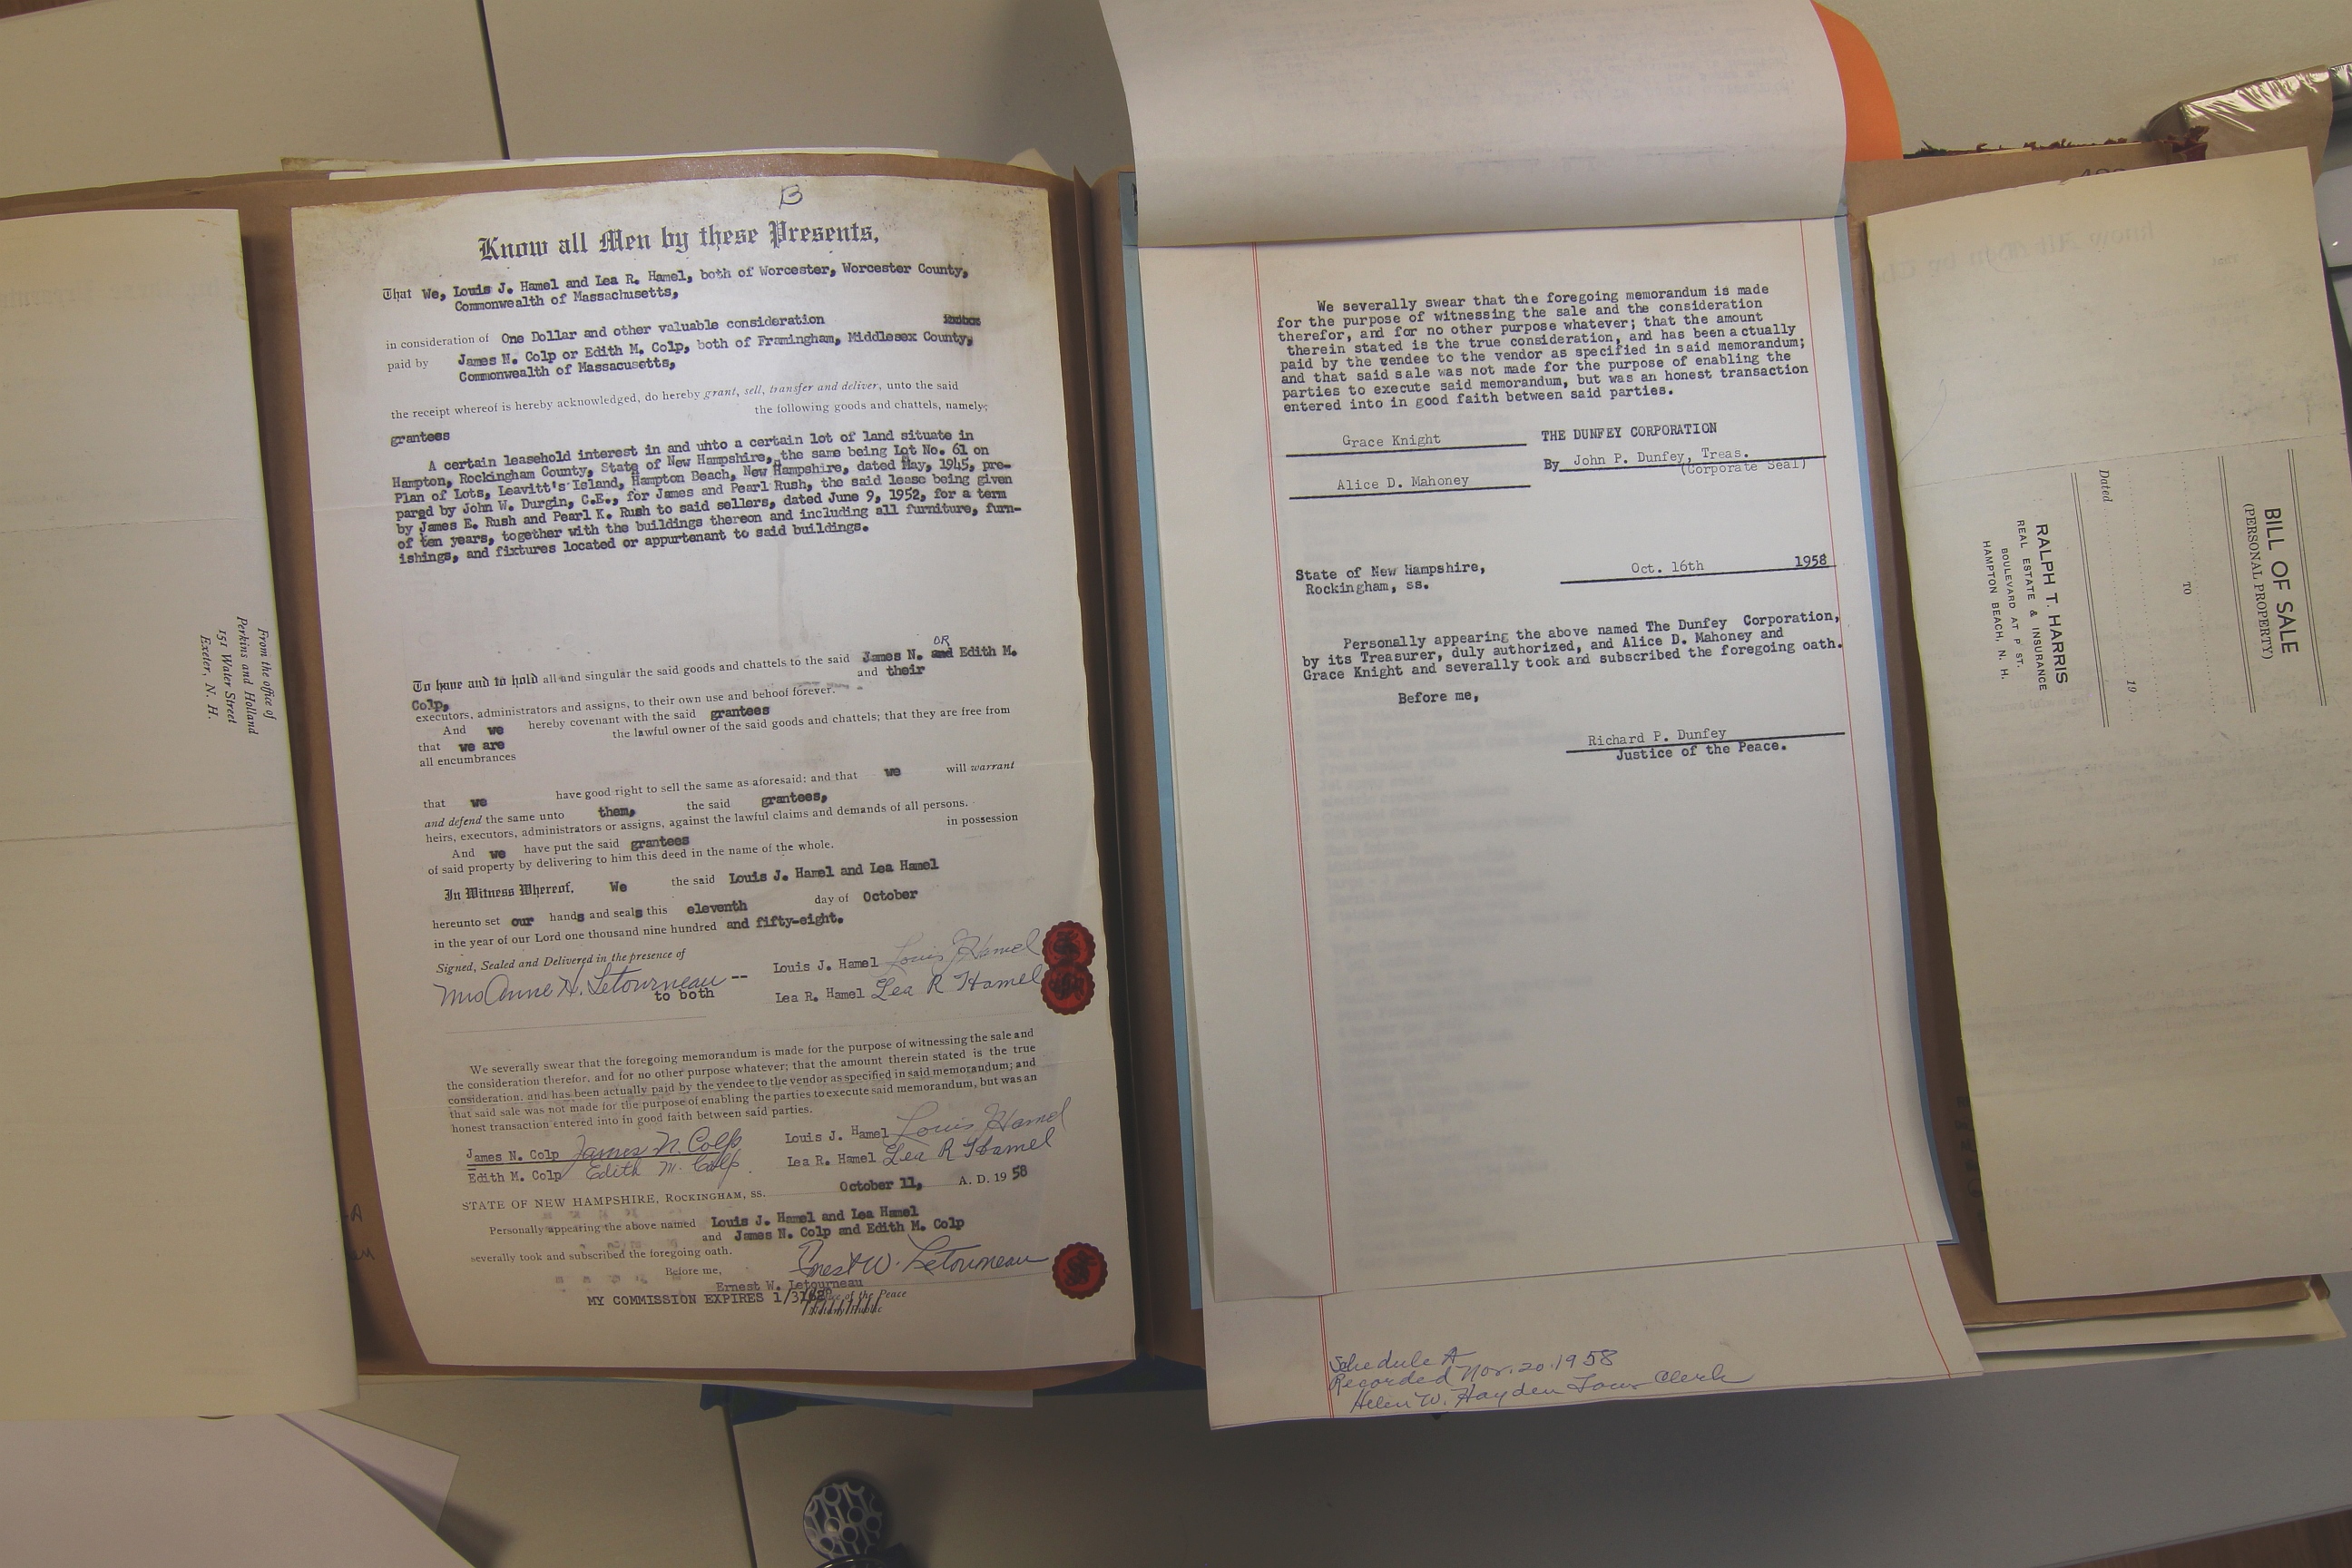 From the office of
Perkins and Holland
151 Water Street
Exeter, N. H.
B
Know all Men by these Presents,
That We, Louis J. Hamel and Lea R. Hamel, both of Worcester, Worcester County,
Commonwealth of Massachusetts,
in consideration of One Dollar and other valuable consideration
paid by James N. Colp or Edith M. Colp, both of Framingham, Middlesex County,
Commonwealth of Massacusetts,
the receipt whereof is hereby acknowledged, do hereby grant, sell, transfer and deliver, unto the said
grantees the following goods and chattels, namely;
A certain leasehold interest in and unto a certain lot of land situate in
Hampton, Rockingham County, State of New Hampshire, the same being Lot No. 61 on
Plan of Lots, Leavitt's Island, Hampton Beach, New Hampshire, dated May, 1945, pre-
pared by John W. Durgin, C.E., for James and Pearl Rush, the said lease being given
by James E. Rush and Pearl K. Rush to said sellers, dated June 9, 1952, for a term
of ten years, together with the buildings thereon and including all furniture, furn-
ishings, and fixtures located or appurtenant to said buildings.
OR
To have and to hold all and singular the said goods and chattels to the said James N. and Edith M.
Colp, and their
executors, administrators and assigns, to their own use and behoof forever.
And we hereby covenant with the said grantees
that we are the lawful owner of the said goods and chattels; that they are free from
all encumbrances
that we have good right to sell the same as aforesaid: and that we will warrant
and defend the same unto them, the said grantees,
heirs, executors, administrators or assigns, against the lawful claims and demands of all persons.
And we have put the said grantees in possession
of said property by delivering to him this deed in the name of the whole.
In Witness Whereof, We the said Louis J. Hamel and Lea Hamel
hereunto set our hands and seals this eleventh day of October
in the year of our Lord one thousand nine hundred and fifty-eight.
Signed, Sealed and Delivered in the presence of
Mrs Anne H. Letourneau --
to both
Louis J. Hamel Louis J Hamel
Lea R. Hamel Lea R Hamel
We severally swear that the foregoing memorandum is made for the purpose of witnessing the sale and
the consideration therefor, and for no other purpose whatever; that the amount therein stated is the true
consideration, and has been actually paid by the vendee to the vendor as specified in said memorandum; and
that said sale was not made for the purpose of enabling the parties to execute said memorandum, but was an
honest transaction entered into in good faith between said parties.
James N. Colp James N. Colp Louis J. Hamel Louis J Hamel
Edith M. Colp Edith M. Colp. Lea R. Hamel Lea R Hamel
STATE OF NEW HAMPSHIRE, ROCKINGHAM, SS. October 11, A. D. 19 58
Personally appearing the above named Louis J. Hamel and Lea Hamel
and James N. Colp and Edith M. Colp
severally took and subscribed the foregoing oath.
Before me, Ernest W. Letourneau
Ernest W. Letourneau
MY COMMISSION EXPIRES of the Peace
We severally swear that the foregoing memorandum is made
for the purpose of witnessing the sale and the consideration
therefor, and for no other purpose whatever; that the amount
therein stated is the true consideration, and has been actually
paid by the vendee to the vendor as specified in said memorandum;
and that said sale was not made for the purpose of enabling the
parties to execute said memorandum, but was an honest transaction
entered into in good faith between said parties.
Grace Knight
Alice D. Mahoney
THE DUNFEY CORPORATION
By John P. Dunfey, Treas.
(Corporate Seal)
State of New Hampshire,
Rockingham, ss.
Oct. 16th 1958
Personally appearing the above named The Dunfey Corporation,
by its Treasurer, duly authorized, and Alice D. Mahoney and
Grace Knight and severally took and subscribed the foregoing oath.
Before me,
Richard P. Dunfey
Justice of the Peace.
Schedule A
Recorded Nov. 20. 1958
Helen W. Hayden Town Clerk
BILL OF SALE
(PERSONAL PROPERTY)
TO
Dated 19
RALPH T. HARRIS
REAL ESTATE & INSURANCE
BOULEVARD AT P ST.
HAMPTON BEACH, N. H.